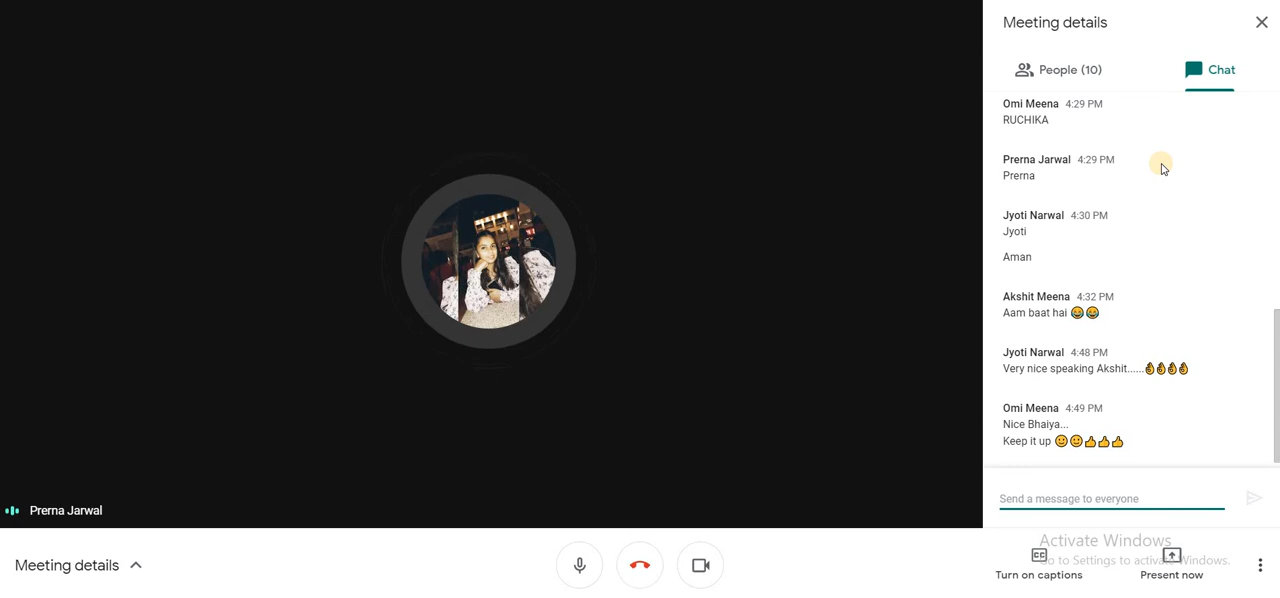 Meeting details
People (10)
Chat
Omi Meena 4:29 PM
RUCHIKA
Prerna Jarwal 4:29 PM
Prerna
Jyoti Narwal 4:30 PM
Jyoti
Aman
Akshit Meena 4:32 PM
Aam baat hai 😂😂
Jyoti Narwal 4:48 PM
Very nice speaking Akshit......👌👌👌👌
Omi Meena 4:49 PM
Nice Bhaiya...
Keep it up 🙂🙂👍👍👍
Send a message to everyone
Prerna Jarwal
Activate Windows
Go to Settings to activate Windows.
Meeting details
Turn on captions
Present now